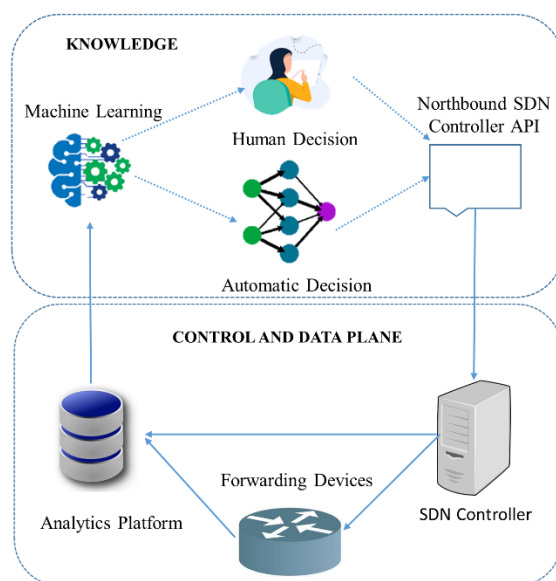 KNOWLEDGE
Machine Learning
Human Decision
Northbound SDN
Controller API
Automatic Decision
CONTROL AND DATA PLANE
Analytics Platform
Forwarding Devices
SDN Controller